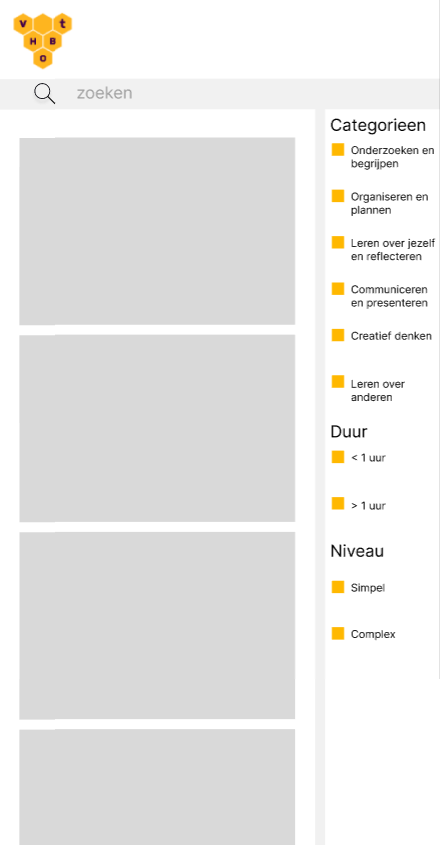 v t
H B
O
zoeken
Categorieen
Onderzoeken en
begrijpen
Organiseren en
plannen
Leren over jezelf
en reflecteren
Communiceren
en presenteren
Creatief denken
Leren over
anderen
Duur
< 1 uur
> 1 uur
Niveau
Simpel
Complex